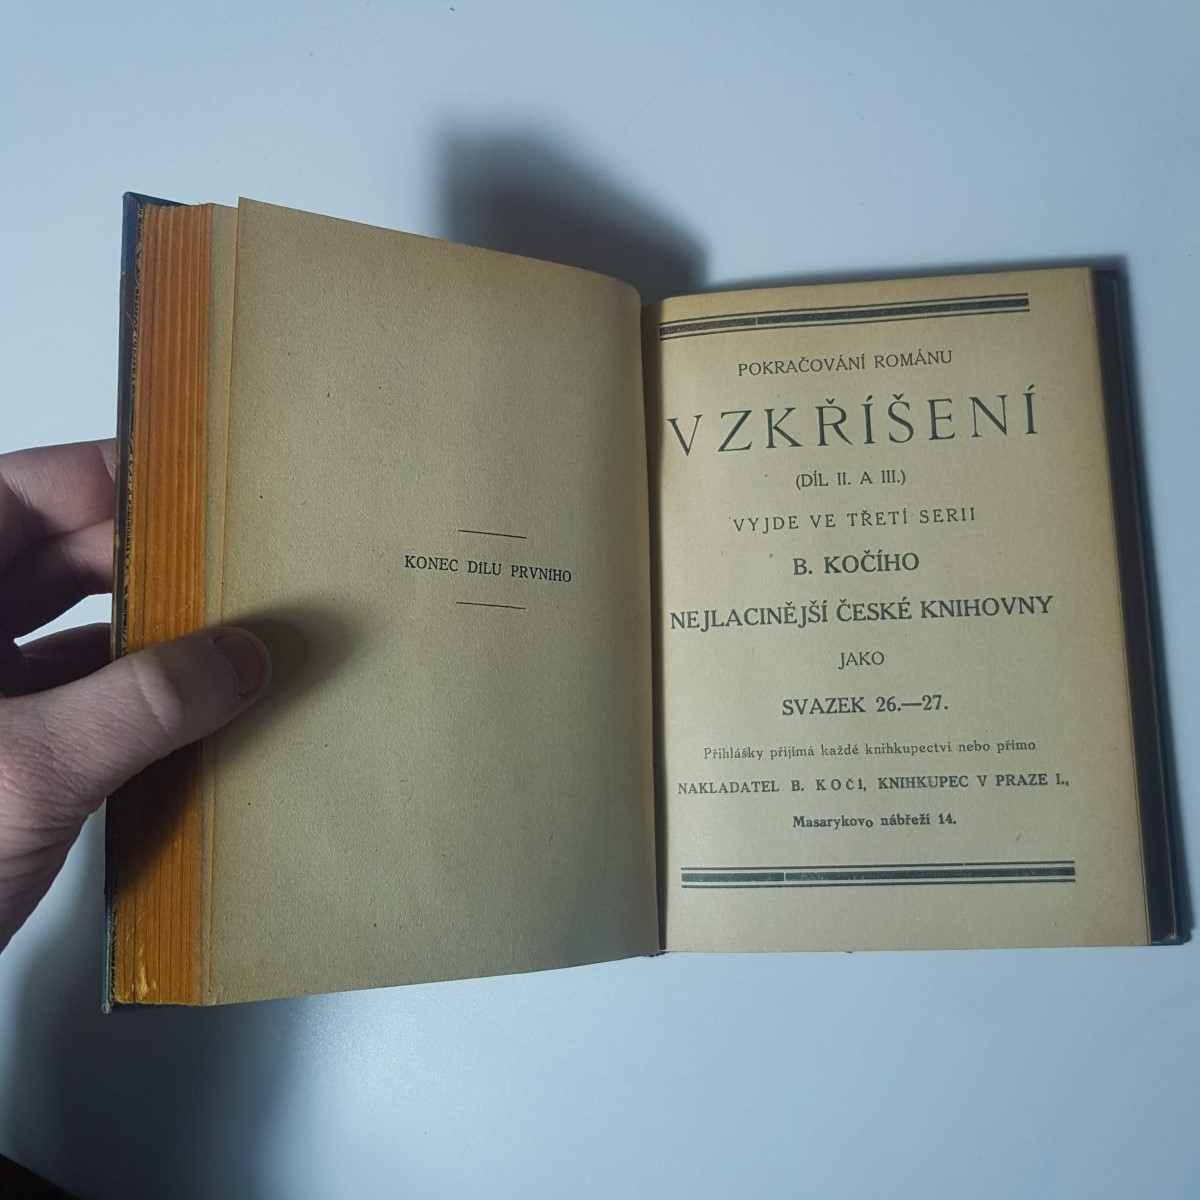 KONEC DÍLU PRVNÍHO
POKRAČOVÁNÍ ROMÁNU
VZKŘÍŠENÍ
(DÍL II. A III.)
VYJDE VE TŘETÍ SERII
B. KOČÍHO
NEJLACINĚJŠÍ ČESKÉ KNIHOVNY
JAKO
SVAZEK 26.—27.
Přihlášky přijímá každé knihkupectví nebo přímo
NAKLADATEL B. KOČÍ, KNIHKUPEC V PRAZE I.,
Masarykovo nábřeží 14.